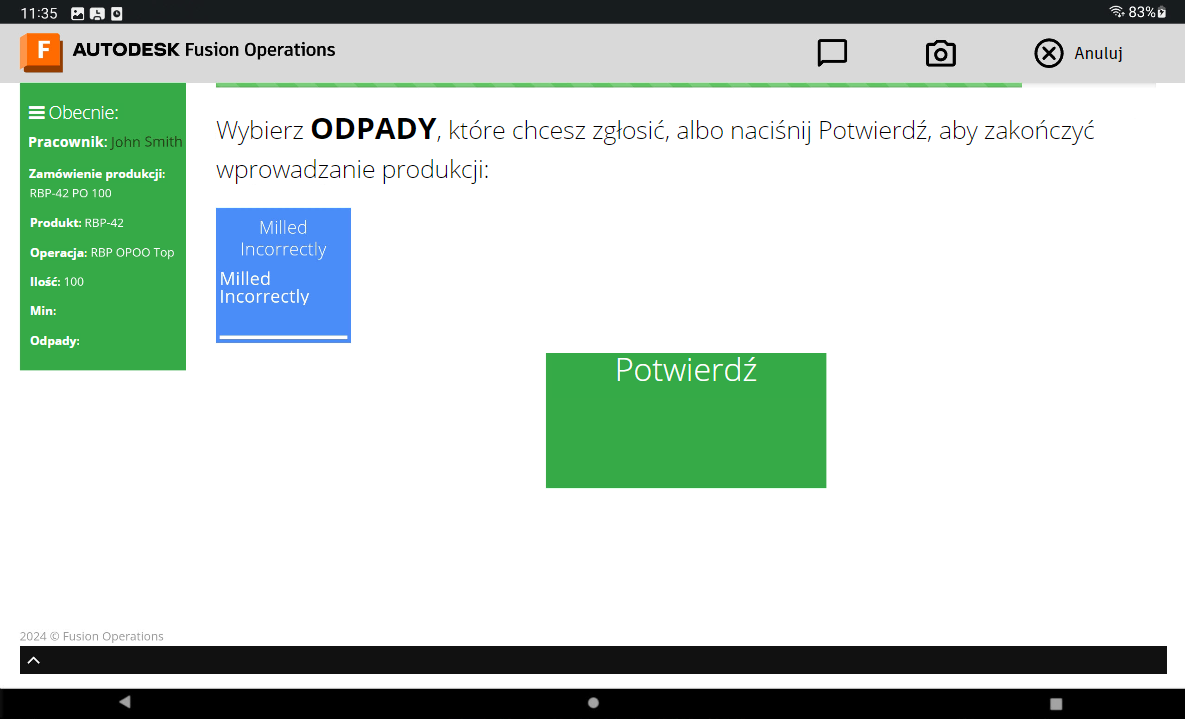 11:35
83%
F AUTODESK Fusion Operations
Anuluj
Obecnie:
Pracownik: John Smith
Zamówienie produkcji:
RBP-42 PO 100
Produkt: RBP-42
Operacja: RBP OPOO Top
Ilość: 100
Min:
Odpady:
Wybierz ODPADY, które chcesz zgłosić, albo naciśnij Potwierdź, aby zakończyć
wprowadzanie produkcji:
Milled
Incorrectly
Milled
Incorrectly
Potwierdź
2024 © Fusion Operations